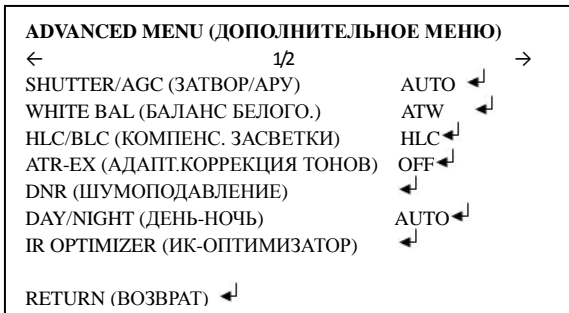 ADVANCED MENU (ДОПОЛНИТЕЛЬНОЕ МЕНЮ)
← 1/2 →
SHUTTER/AGC (ЗАТВОР/АРУ) AUTO ↲
WHITE BAL (БАЛАНС БЕЛОГО.) ATW ↲
HLC/BLC (КОМПЕНС. ЗАСВЕТКИ) HLC ↲
ATR-EX (АДАПТ.КОРРЕКЦИЯ ТОНОВ) OFF ↲
DNR (ШУМОПОДАВЛЕНИЕ) ↲
DAY/NIGHT (ДЕНЬ-НОЧЬ) AUTO ↲
IR OPTIMIZER (ИК-ОПТИМИЗАТОР) ↲
RETURN (ВОЗВРАТ) ↲